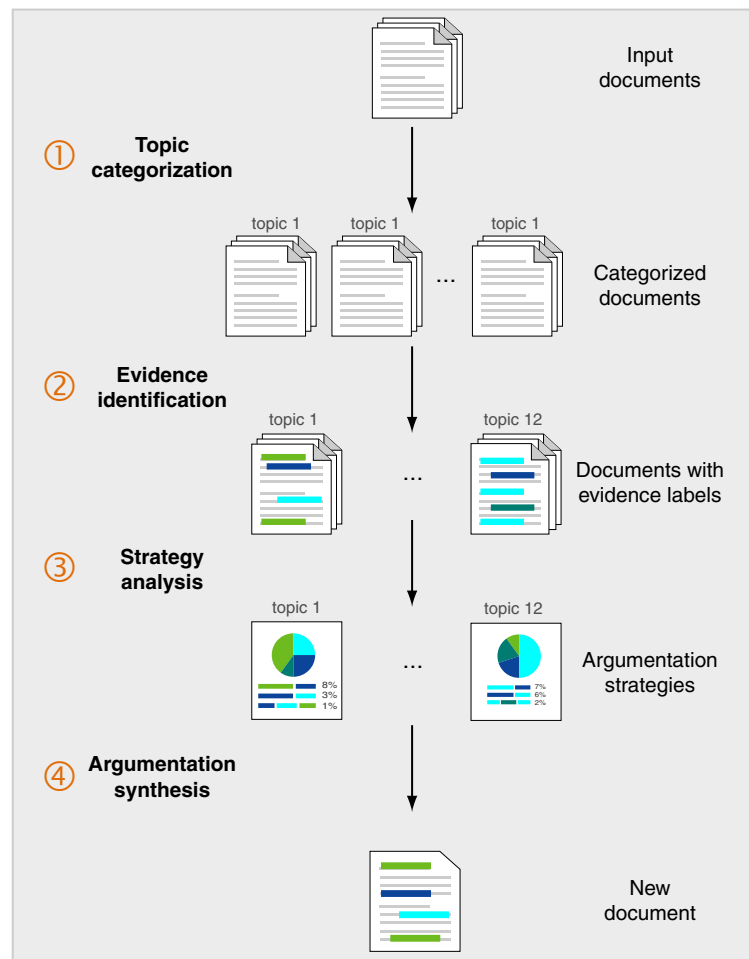 Input
documents
① Topic
categorization
topic 1 topic 1 topic 1
...
Categorized
documents
② Evidence
identification
topic 1 topic 12
...
Documents with
evidence labels
③ Strategy
analysis
topic 1 topic 12
...
8%
3%
1%
7%
6%
2%
Argumentation
strategies
④ Argumentation
synthesis
New
document